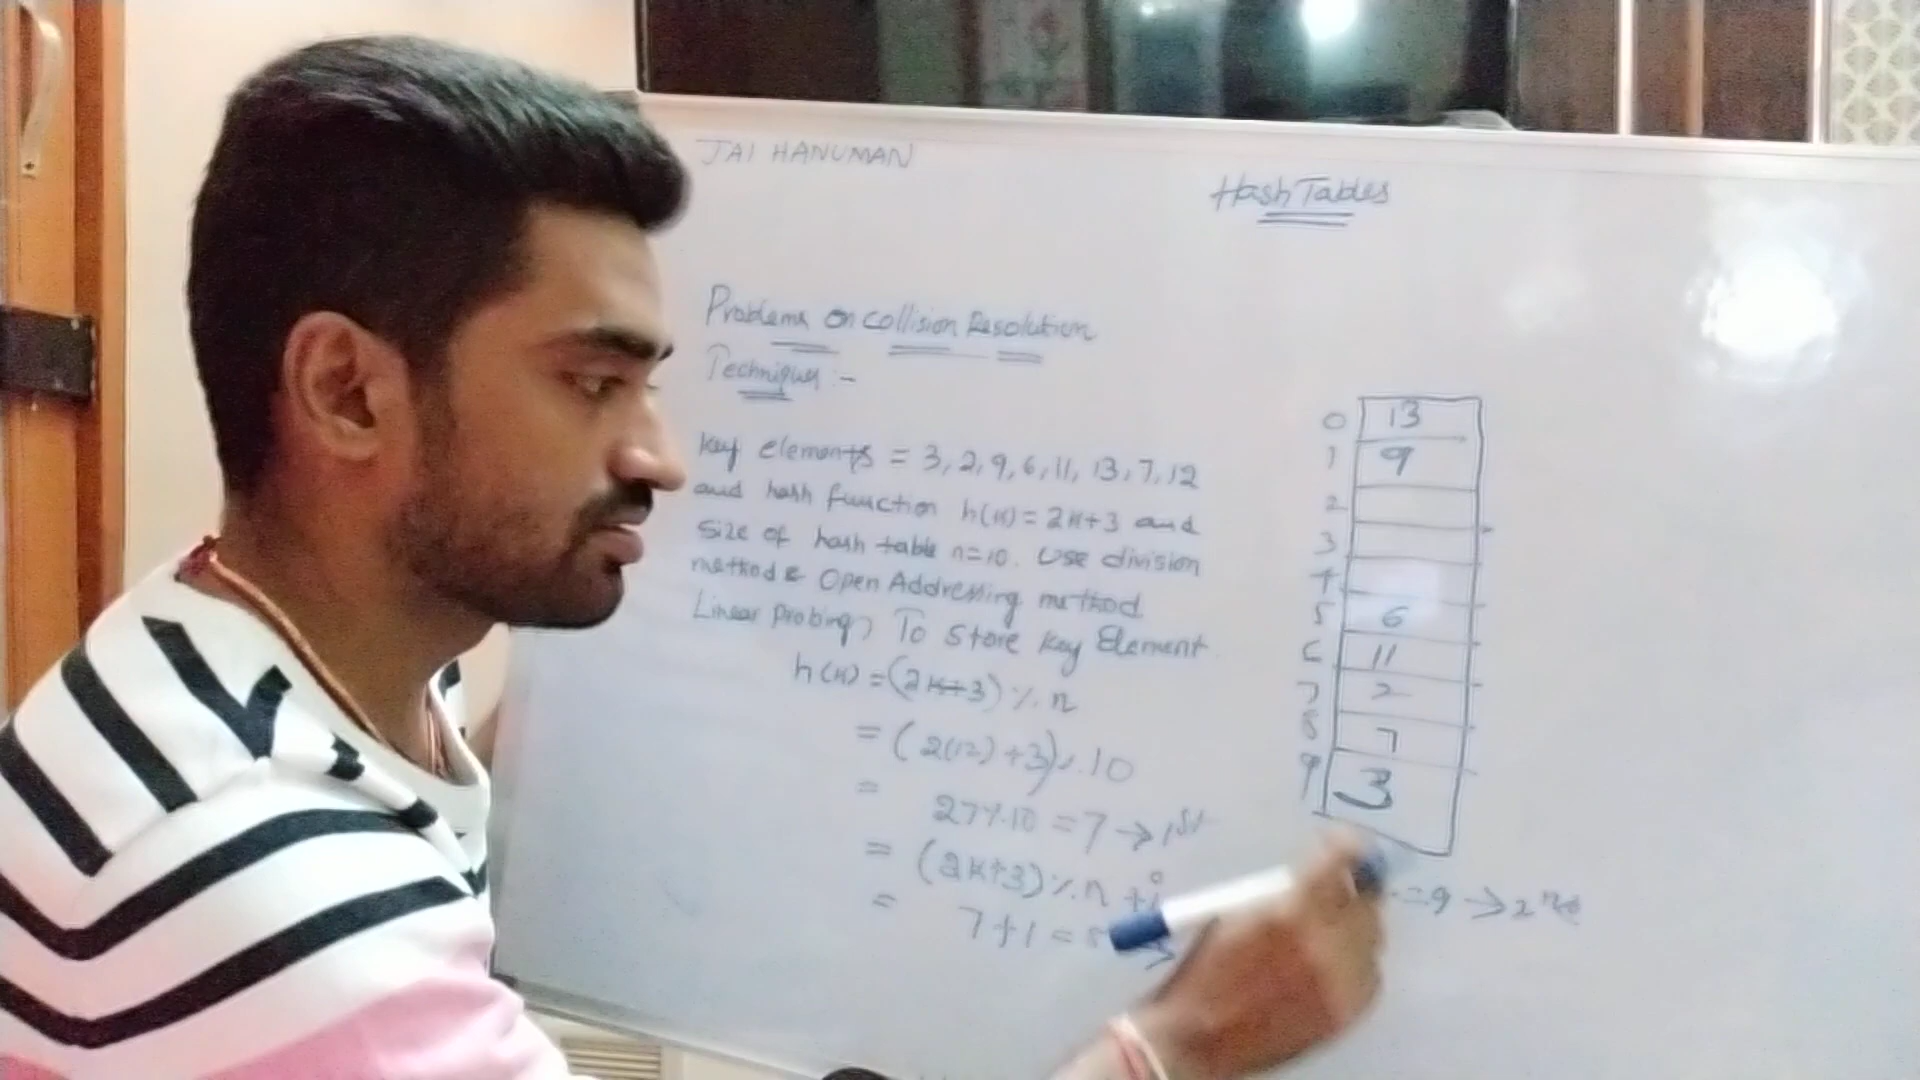 JAI HANUMAN
Hash Tables
Problems on Collision Resolution
Techniques :-
Key elements = 3, 2, 9, 6, 11, 13, 7, 12
and hash function h(K) = 2K+3 and
size of hash table n=10. Use division
method & Open Addressing method
Linear probing, To Store Key Element.
h(K) = (2K+3) % n
= (2(12) + 3) % 10
=
27 % 10 = 7 → 1st
= (2K+3) % n + i
= 7+1 = 8
= 9 → 2nd
0 13
1 9
2
3
4
5 6
6 11
7 2
8 7
9 3